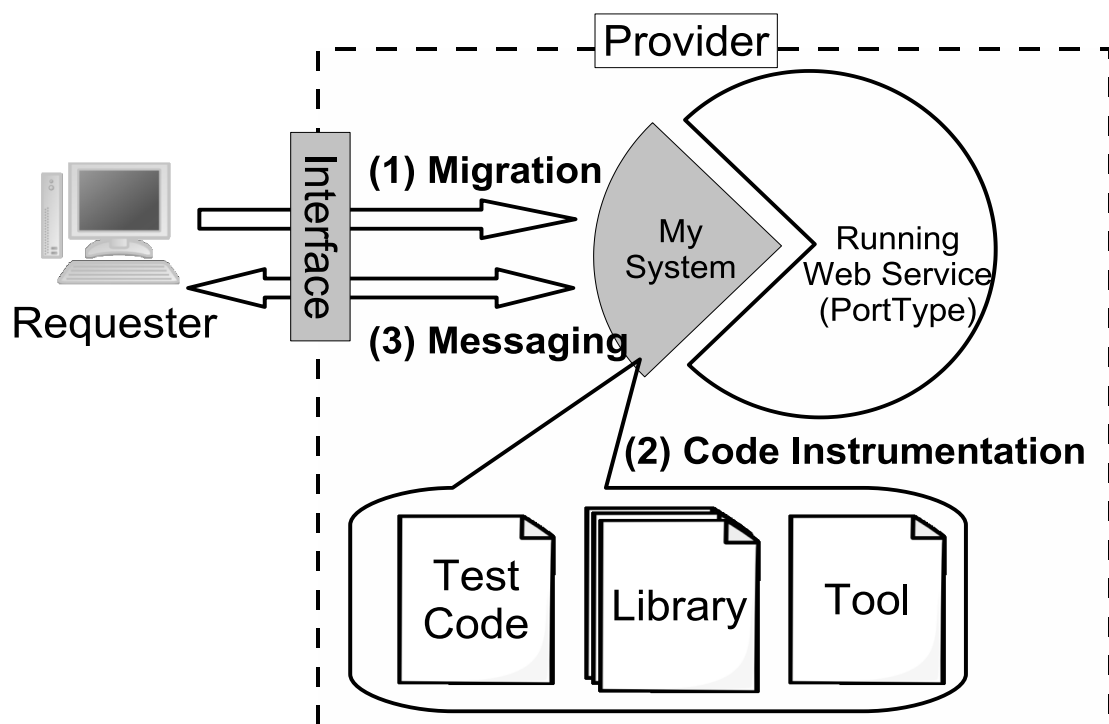 Provider
Interface
(1) Migration
My
System
Running
Web Service
(PortType)
Requester
(3) Messaging
(2) Code Instrumentation
Test
Code
Library
Tool